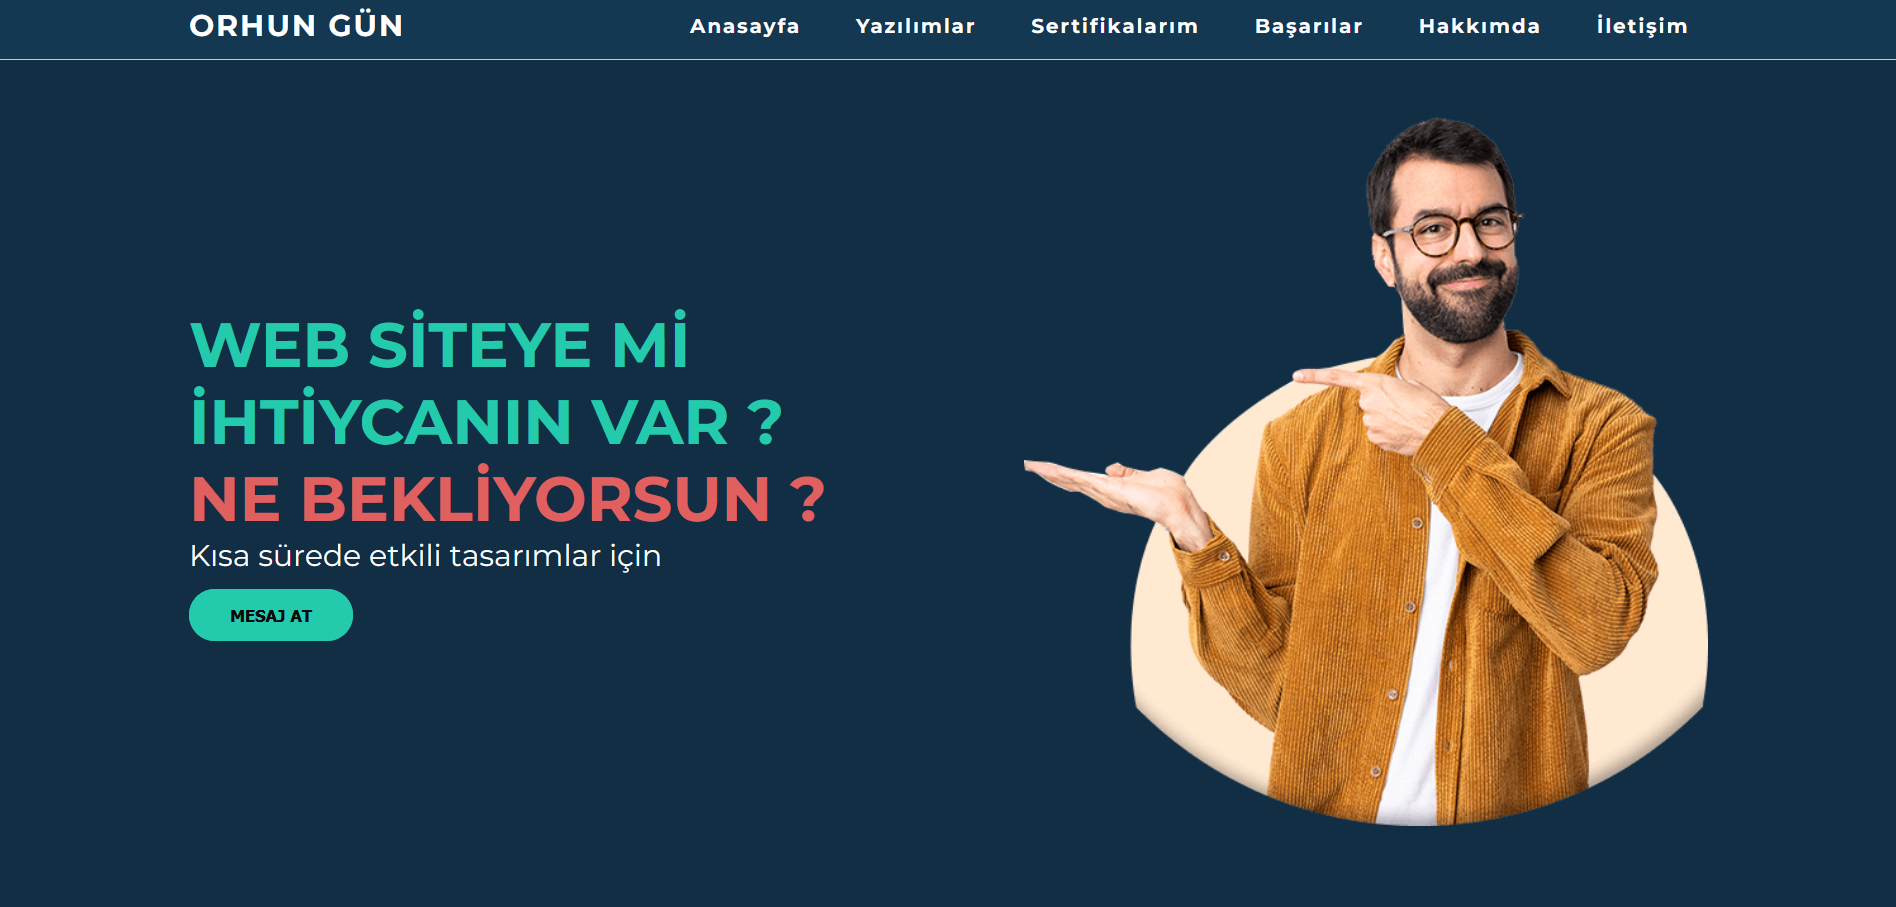 ORHUN GÜN
Anasayfa Yazılımlar Sertifikalarım Başarılar Hakkımda İletişim
WEB SİTEYE Mİ
İHTİYCANIN VAR ?
NE BEKLİYORSUN ?
Kısa sürede etkili tasarımlar için
MESAJ AT